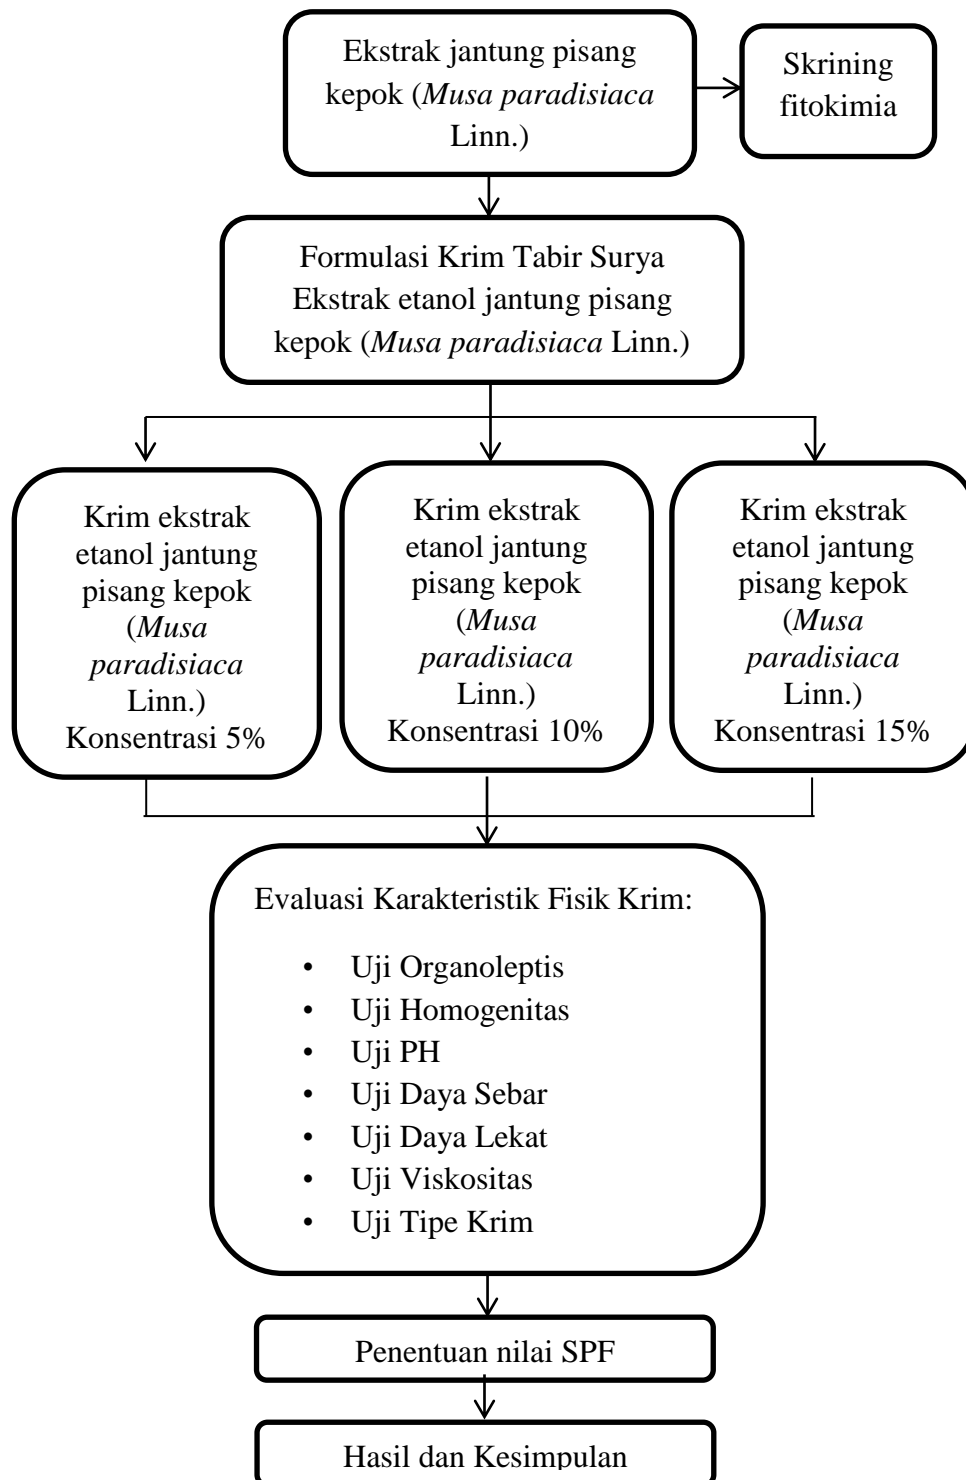 Ekstrak jantung pisang
kepok (Musa paradisiaca
Linn.)
Skrining
fitokimia
Formulasi Krim Tabir Surya
Ekstrak etanol jantung pisang
kepok (Musa paradisiaca Linn.)
Krim ekstrak
etanol jantung
pisang kepok
(Musa
paradisiaca
Linn.)
Konsentrasi 5%
Krim ekstrak
etanol jantung
pisang kepok
(Musa
paradisiaca
Linn.)
Konsentrasi 10%
Krim ekstrak
etanol jantung
pisang kepok
(Musa
paradisiaca
Linn.)
Konsentrasi 15%
Evaluasi Karakteristik Fisik Krim:
• Uji Organoleptis
• Uji Homogenitas
• Uji PH
• Uji Daya Sebar
• Uji Daya Lekat
• Uji Viskositas
• Uji Tipe Krim
Penentuan nilai SPF
Hasil dan Kesimpulan